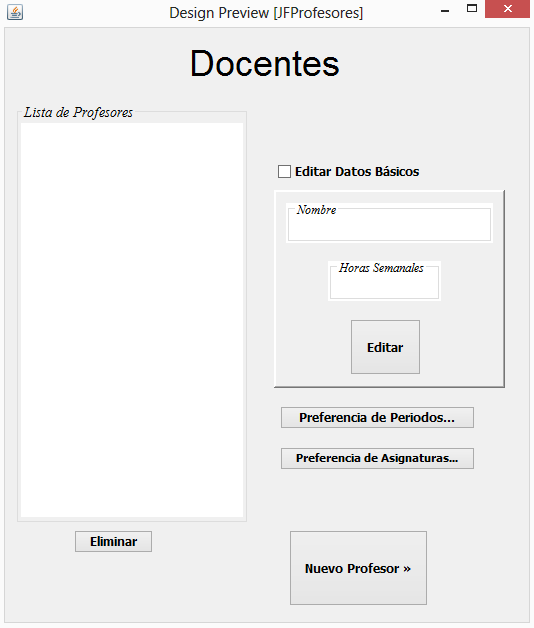 Design Preview [JFProfesores]
Docentes
Lista de Profesores
Editar Datos Básicos
Nombre
Horas Semanales
Editar
Preferencia de Periodos...
Preferencia de Asignaturas...
Eliminar
Nuevo Profesor »